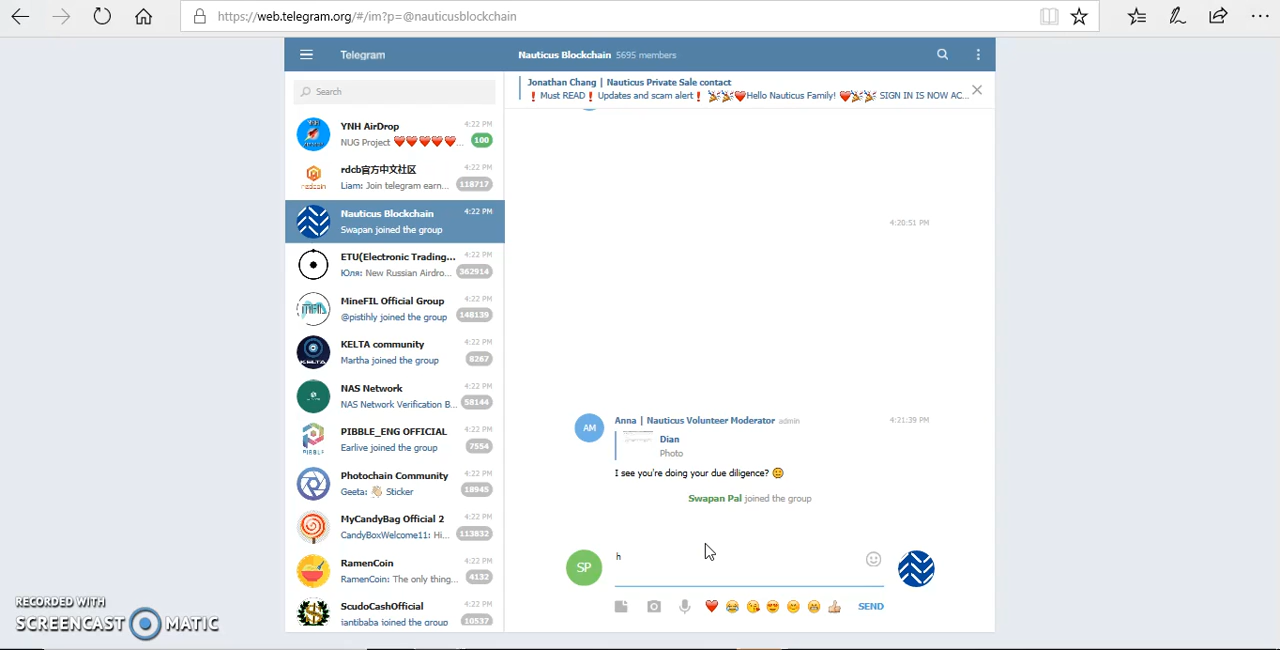 https://web.telegram.org/#/im?p=@nauticusblockchain
Telegram
Nauticus Blockchain 5695 members
Search
Jonathan Chang | Nauticus Private Sale contact
❗Must READ❗Updates and scam alert❗ 🎉🎉❤️Hello Nauticus Family! ❤️🎉🎉 SIGN IN IS NOW AC...
YNH AirDrop 4:22 PM
NUG Project ❤️❤️❤️❤️❤️... 100
rdcb官方中文社区 4:22 PM
Liam: Join telegram earn... 118717
redcoin
Nauticus Blockchain 4:22 PM
Swapan joined the group
ETU(Electronic Trading... 4:22 PM
Юля: New Russian Airdro... 362914
MineFIL Official Group 4:22 PM
@pistihly joined the group 148139
KELTA community 4:22 PM
Martha joined the group 8267
KELTA
NAS Network 4:22 PM
NAS Network Verification B... 58144
PIBBLE_ENG OFFICIAL 4:22 PM
Earlive joined the group 7554
PIBBLE
Photochain Community 4:22 PM
Geeta: 👋🏻 Sticker 18945
MyCandyBag Official 2 4:22 PM
CandyBoxWelcome11: Hi... 113832
RamenCoin 4:22 PM
RamenCoin: The only thing... 4132
ScudoCashOfficial 4:22 PM
iantibaba joined the group 10537
4:20:51 PM
AM
Anna | Nauticus Volunteer Moderator admin 4:21:39 PM
Dian
Photo
I see you're doing your due diligence? 😊
Swapan Pal joined the group
SP
h
SEND
RECORDED WITH
SCREENCAST MATIC